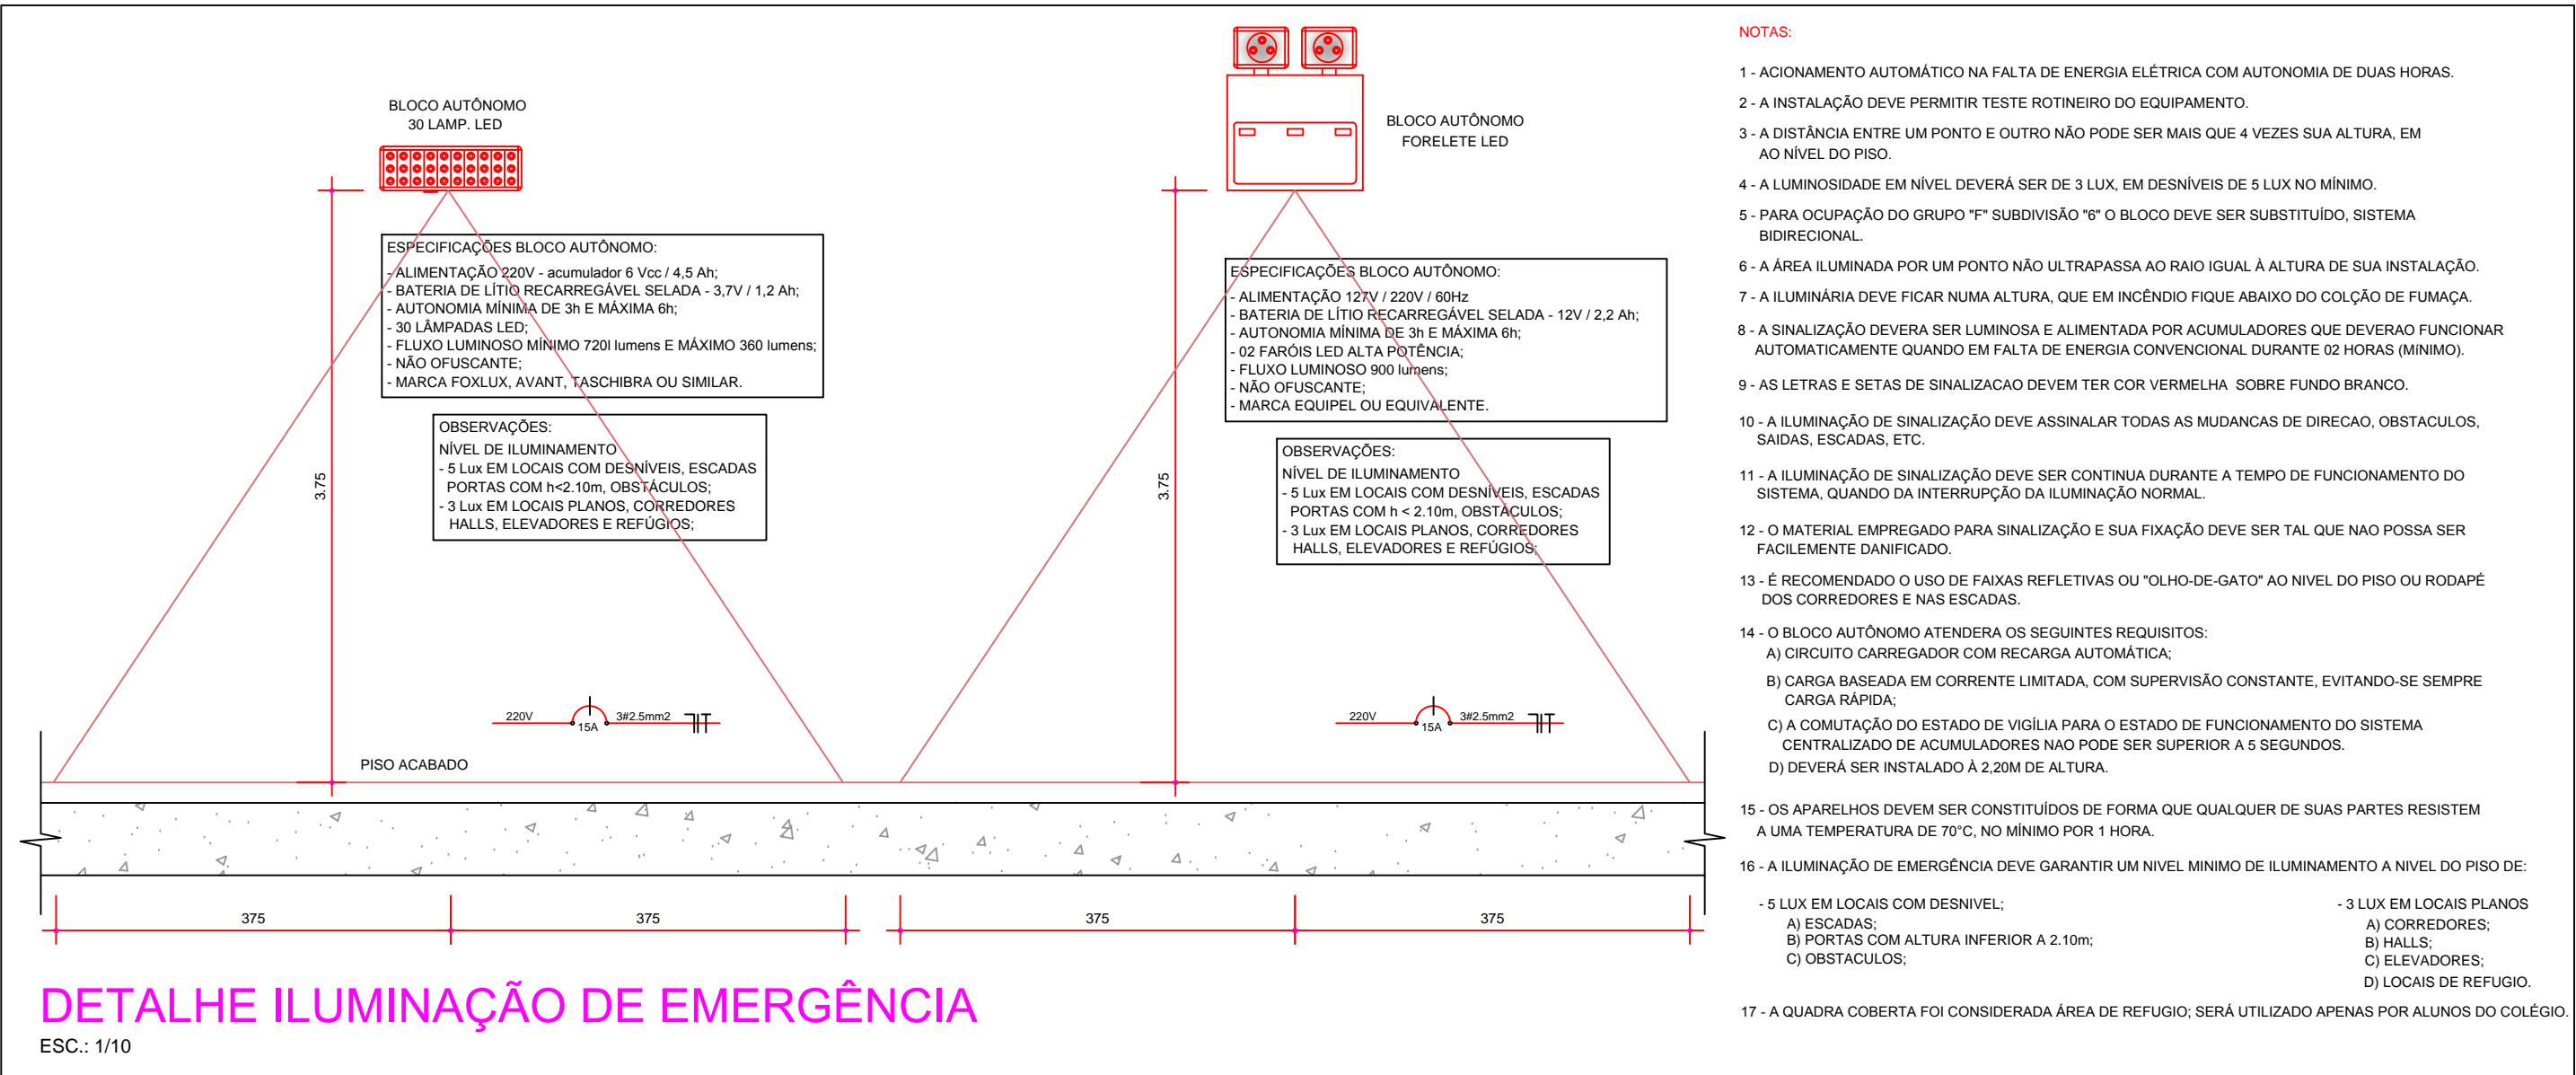 BLOCO AUTÔNOMO
30 LAMP. LED
ESPECIFICAÇÕES BLOCO AUTÔNOMO:
- ALIMENTAÇÃO 220V - acumulador 6 Vcc / 4,5 Ah;
- BATERIA DE LÍTIO RECARREGÁVEL SELADA - 3,7V / 1,2 Ah;
- AUTONOMIA MÍNIMA DE 3h E MÁXIMA 6h;
- 30 LÂMPADAS LED;
- FLUXO LUMINOSO MÍNIMO 720l lumens E MÁXIMO 360 lumens;
- NÃO OFUSCANTE;
- MARCA FOXLUX, AVANT, TASCHIBRA OU SIMILAR.
OBSERVAÇÕES:
NÍVEL DE ILUMINAMENTO
- 5 Lux EM LOCAIS COM DESNÍVEIS, ESCADAS
PORTAS COM h<2.10m, OBSTÁCULOS;
- 3 Lux EM LOCAIS PLANOS, CORREDORES
HALLS, ELEVADORES E REFÚGIOS;
3.75
220V
15A
3#2.5mm2
PISO ACABADO
375
375
BLOCO AUTÔNOMO
FORELETE LED
ESPECIFICAÇÕES BLOCO AUTÔNOMO:
- ALIMENTAÇÃO 127V / 220V / 60Hz
- BATERIA DE LÍTIO RECARREGÁVEL SELADA - 12V / 2,2 Ah;
- AUTONOMIA MÍNIMA DE 3h E MÁXIMA 6h;
- 02 FARÓIS LED ALTA POTÊNCIA;
- FLUXO LUMINOSO 900 lumens;
- NÃO OFUSCANTE;
- MARCA EQUIPEL OU EQUIVALENTE.
OBSERVAÇÕES:
NÍVEL DE ILUMINAMENTO
- 5 Lux EM LOCAIS COM DESNÍVEIS, ESCADAS
PORTAS COM h < 2.10m, OBSTÁCULOS;
- 3 Lux EM LOCAIS PLANOS, CORREDORES
HALLS, ELEVADORES E REFÚGIOS;
3.75
220V
15A
3#2.5mm2
375
375
DETALHE ILUMINAÇÃO DE EMERGÊNCIA
ESC.: 1/10
NOTAS:
1 - ACIONAMENTO AUTOMÁTICO NA FALTA DE ENERGIA ELÉTRICA COM AUTONOMIA DE DUAS HORAS.
2 - A INSTALAÇÃO DEVE PERMITIR TESTE ROTINEIRO DO EQUIPAMENTO.
3 - A DISTÂNCIA ENTRE UM PONTO E OUTRO NÃO PODE SER MAIS QUE 4 VEZES SUA ALTURA, EM
AO NÍVEL DO PISO.
4 - A LUMINOSIDADE EM NÍVEL DEVERÁ SER DE 3 LUX, EM DESNÍVEIS DE 5 LUX NO MÍNIMO.
5 - PARA OCUPAÇÃO DO GRUPO "F" SUBDIVISÃO "6" O BLOCO DEVE SER SUBSTITUÍDO, SISTEMA
BIDIRECIONAL.
6 - A ÁREA ILUMINADA POR UM PONTO NÃO ULTRAPASSA AO RAIO IGUAL À ALTURA DE SUA INSTALAÇÃO.
7 - A ILUMINÁRIA DEVE FICAR NUMA ALTURA, QUE EM INCÊNDIO FIQUE ABAIXO DO COLÇÃO DE FUMAÇA.
8 - A SINALIZAÇÃO DEVERA SER LUMINOSA E ALIMENTADA POR ACUMULADORES QUE DEVERAO FUNCIONAR
AUTOMATICAMENTE QUANDO EM FALTA DE ENERGIA CONVENCIONAL DURANTE 02 HORAS (MíNIMO).
9 - AS LETRAS E SETAS DE SINALIZACAO DEVEM TER COR VERMELHA SOBRE FUNDO BRANCO.
10 - A ILUMINAÇÃO DE SINALIZAÇÃO DEVE ASSINALAR TODAS AS MUDANCAS DE DIRECAO, OBSTACULOS,
SAIDAS, ESCADAS, ETC.
11 - A ILUMINAÇÃO DE SINALIZAÇÃO DEVE SER CONTINUA DURANTE A TEMPO DE FUNCIONAMENTO DO
SISTEMA, QUANDO DA INTERRUPÇÃO DA ILUMINAÇÃO NORMAL.
12 - O MATERIAL EMPREGADO PARA SINALIZAÇÃO E SUA FIXAÇÃO DEVE SER TAL QUE NAO POSSA SER
FACILEMENTE DANIFICADO.
13 - É RECOMENDADO O USO DE FAIXAS REFLETIVAS OU "OLHO-DE-GATO" AO NIVEL DO PISO OU RODAPÉ
DOS CORREDORES E NAS ESCADAS.
14 - O BLOCO AUTÔNOMO ATENDERA OS SEGUINTES REQUISITOS:
A) CIRCUITO CARREGADOR COM RECARGA AUTOMÁTICA;
B) CARGA BASEADA EM CORRENTE LIMITADA, COM SUPERVISÃO CONSTANTE, EVITANDO-SE SEMPRE
CARGA RÁPIDA;
C) A COMUTAÇÃO DO ESTADO DE VIGÍLIA PARA O ESTADO DE FUNCIONAMENTO DO SISTEMA
CENTRALIZADO DE ACUMULADORES NAO PODE SER SUPERIOR A 5 SEGUNDOS.
D) DEVERÁ SER INSTALADO À 2,20M DE ALTURA.
15 - OS APARELHOS DEVEM SER CONSTITUÍDOS DE FORMA QUE QUALQUER DE SUAS PARTES RESISTEM
A UMA TEMPERATURA DE 70°C, NO MÍNIMO POR 1 HORA.
16 - A ILUMINAÇÃO DE EMERGÊNCIA DEVE GARANTIR UM NIVEL MINIMO DE ILUMINAMENTO A NIVEL DO PISO DE:
- 5 LUX EM LOCAIS COM DESNIVEL;
A) ESCADAS;
B) PORTAS COM ALTURA INFERIOR A 2.10m;
C) OBSTACULOS;
- 3 LUX EM LOCAIS PLANOS
A) CORREDORES;
B) HALLS;
C) ELEVADORES;
D) LOCAIS DE REFUGIO.
17 - A QUADRA COBERTA FOI CONSIDERADA ÁREA DE REFUGIO; SERÁ UTILIZADO APENAS POR ALUNOS DO COLÉGIO.